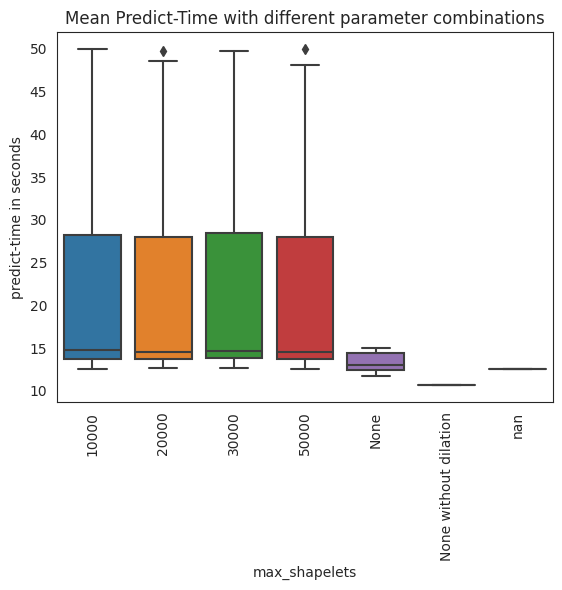 Mean Predict-Time with different parameter combinations
predict-time in seconds
50
45
40
35
30
25
20
15
10
10000
20000
30000
50000
None
None without dilation
nan
max_shapelets